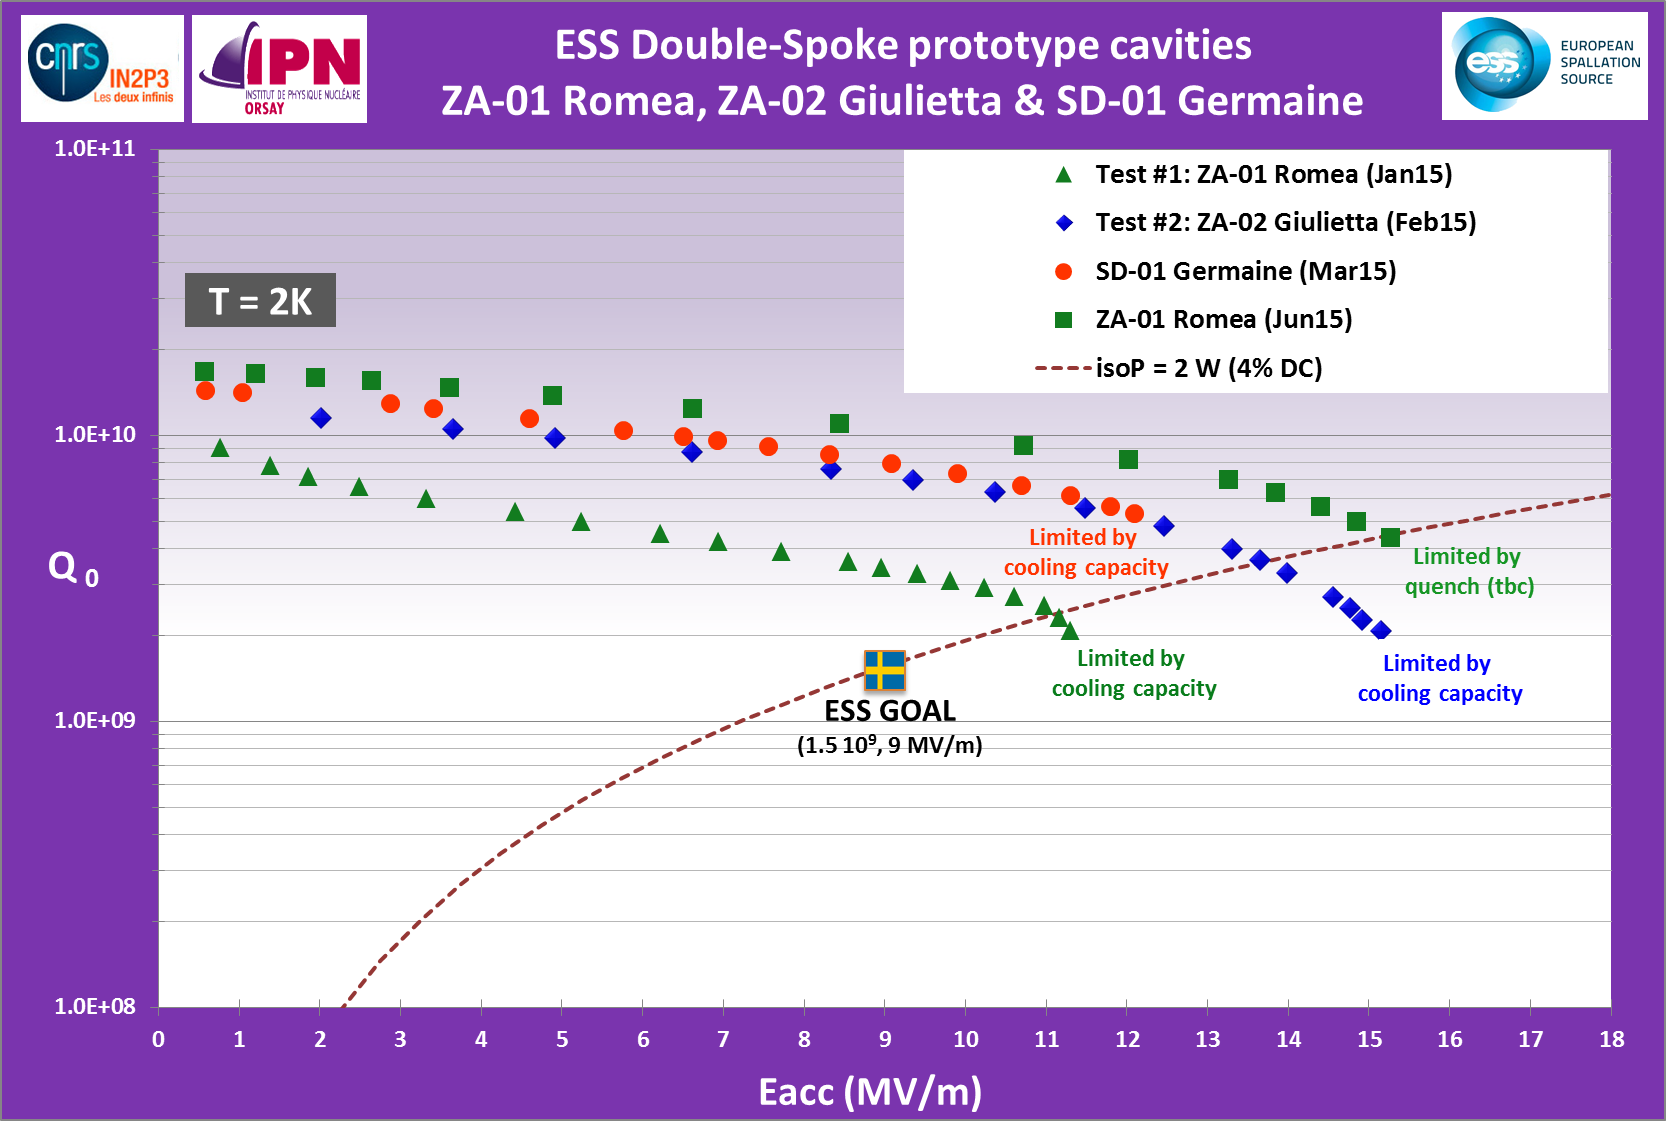 cnrs
IN2P3
Les deux infinis
IPN
INSTITUT DE PHYSIQUE NUCLÉAIRE
ORSAY
ESS Double-Spoke prototype cavities
ZA-01 Romea, ZA-02 Giulietta & SD-01 Germaine
ess
EUROPEAN
SPALLATION
SOURCE
1.0E+11
1.0E+10
1.0E+09
1.0E+08
Q0
T = 2K
Test #1: ZA-01 Romea (Jan15)
Test #2: ZA-02 Giulietta (Feb15)
SD-01 Germaine (Mar15)
ZA-01 Romea (Jun15)
isoP = 2 W (4% DC)
Limited by
cooling capacity
Limited by
quench (tbc)
Limited by
cooling capacity
Limited by
cooling capacity
ESS GOAL
(1.5 10⁹, 9 MV/m)
0 1 2 3 4 5 6 7 8 9 10 11 12 13 14 15 16 17 18
Eacc (MV/m)